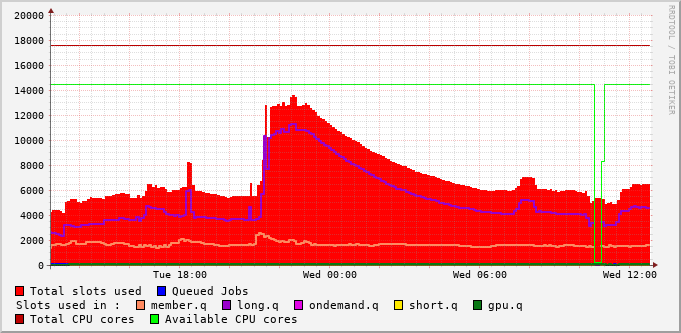 20000
18000
16000
14000
12000
10000
8000
6000
4000
2000
0
Tue 18:00 Wed 00:00 Wed 06:00 Wed 12:00
RRDTOOL / TOBI OETIKER
Total slots used Queued Jobs
Slots used in : member.q long.q ondemand.q short.q gpu.q
Total CPU cores Available CPU cores